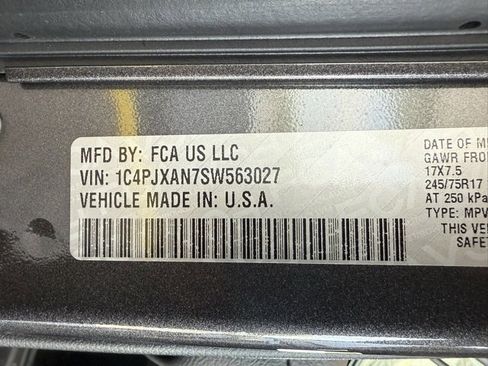 MFD BY: FCA US LLC
VIN: 1C4PJXAN7SW563027
VEHICLE MADE IN: U.S.A.
DATE OF M
GAWR FRO
17X7.5
245/75R17
AT 250 kPa
TYPE: MPV
THIS VE
SAFE